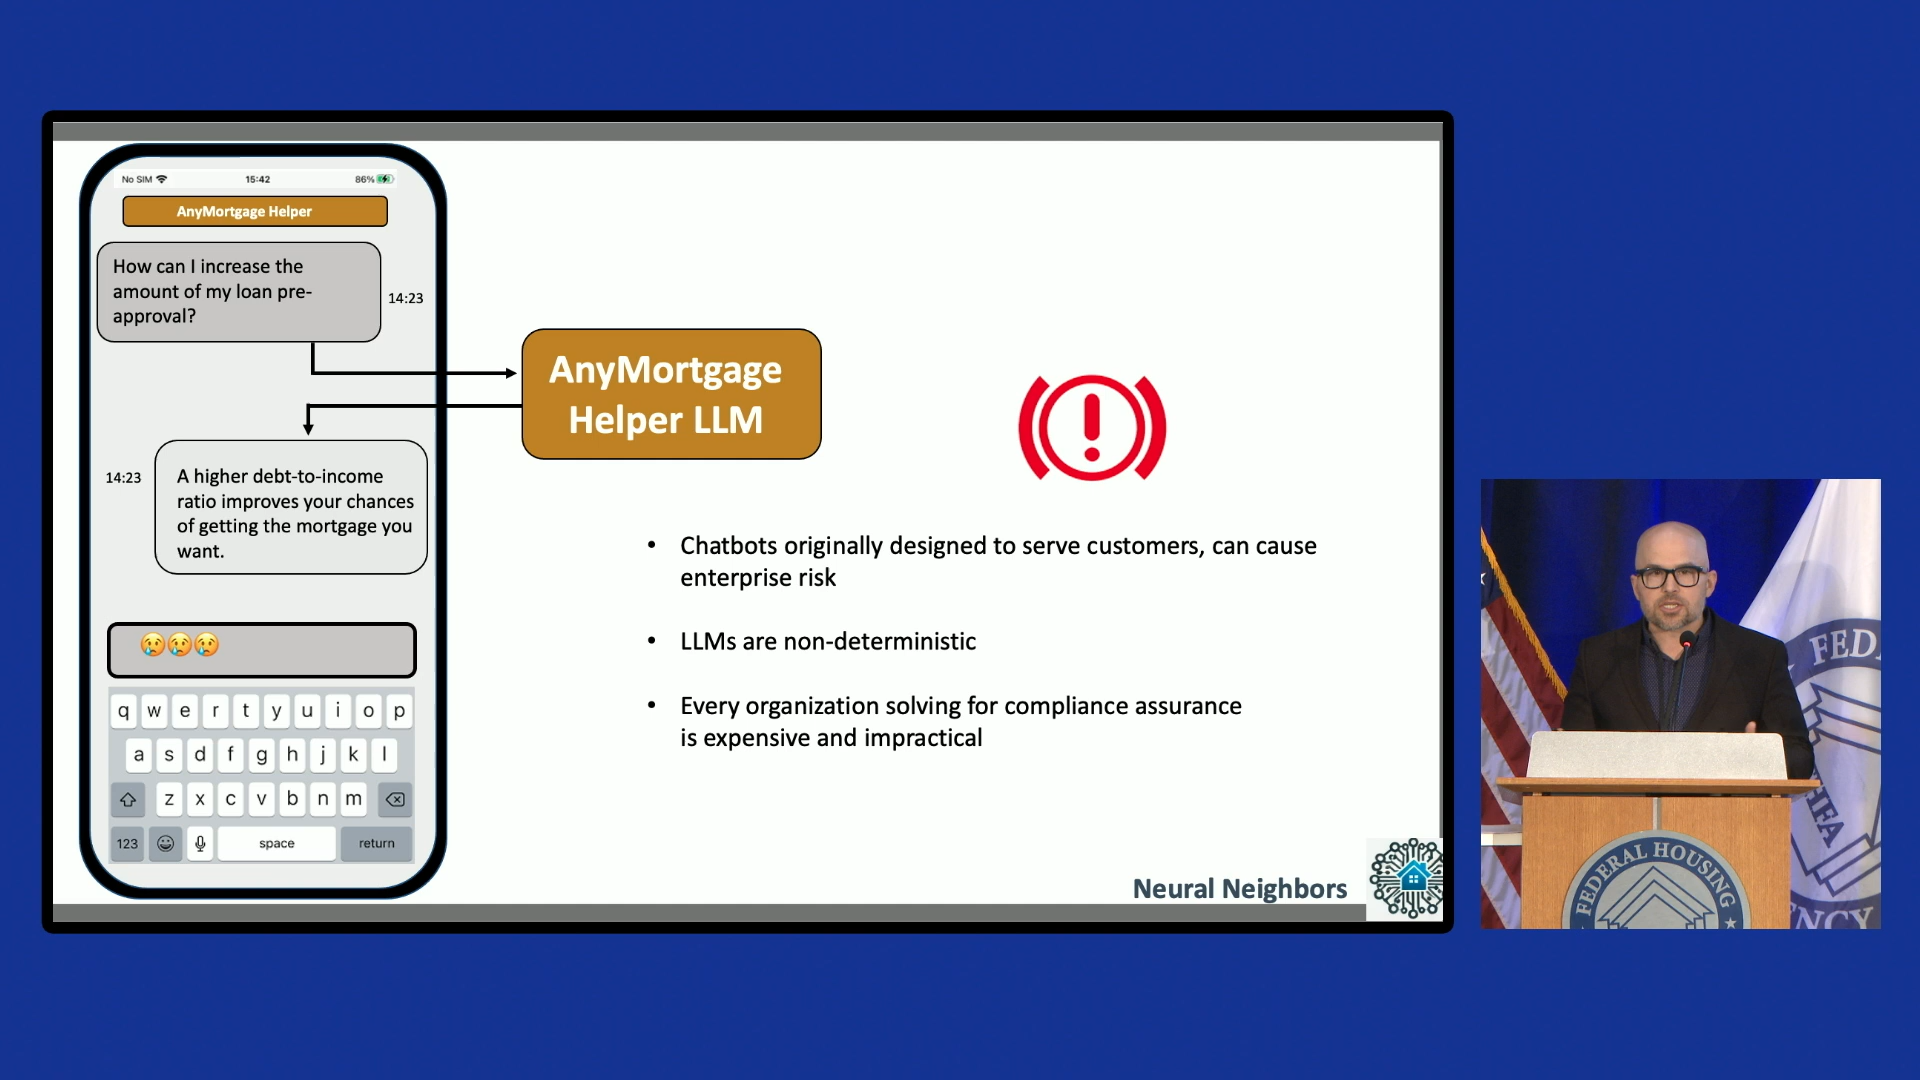 No SIM
15:42
86%
AnyMortgage Helper
How can I increase the
amount of my loan pre-
approval?
14:23
AnyMortgage
Helper LLM
14:23
A higher debt-to-income
ratio improves your chances
of getting the mortgage you
want.
😢😢😢
q w e r t y u i o p
a s d f g h j k l
z x c v b n m
123
space
return
• Chatbots originally designed to serve customers, can cause
enterprise risk
• LLMs are non-deterministic
• Every organization solving for compliance assurance
is expensive and impractical
Neural Neighbors
FED
HFA
NCY
FEDERAL HOUSING